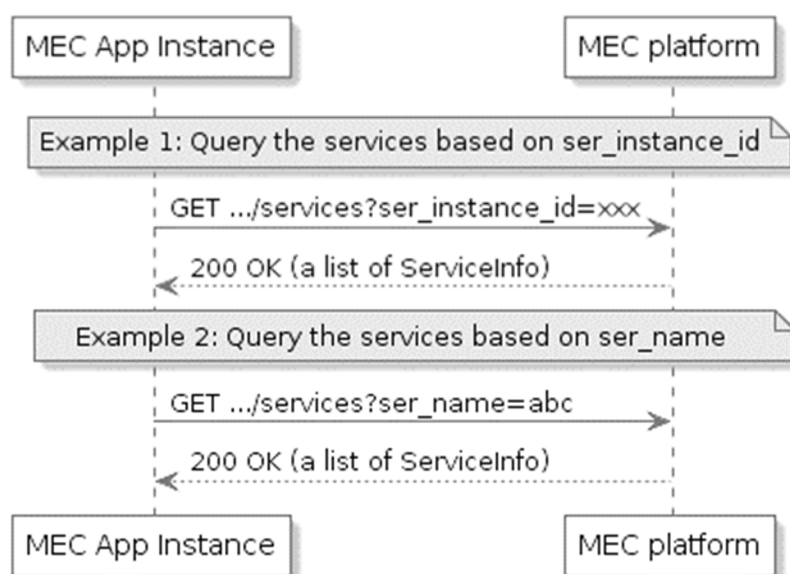 MEC App Instance
MEC platform
Example 1: Query the services based on ser_instance_id
GET .../services?ser_instance_id=xxx
200 OK (a list of ServiceInfo)
Example 2: Query the services based on ser_name
GET .../services?ser_name=abc
200 OK (a list of ServiceInfo)
MEC App Instance
MEC platform